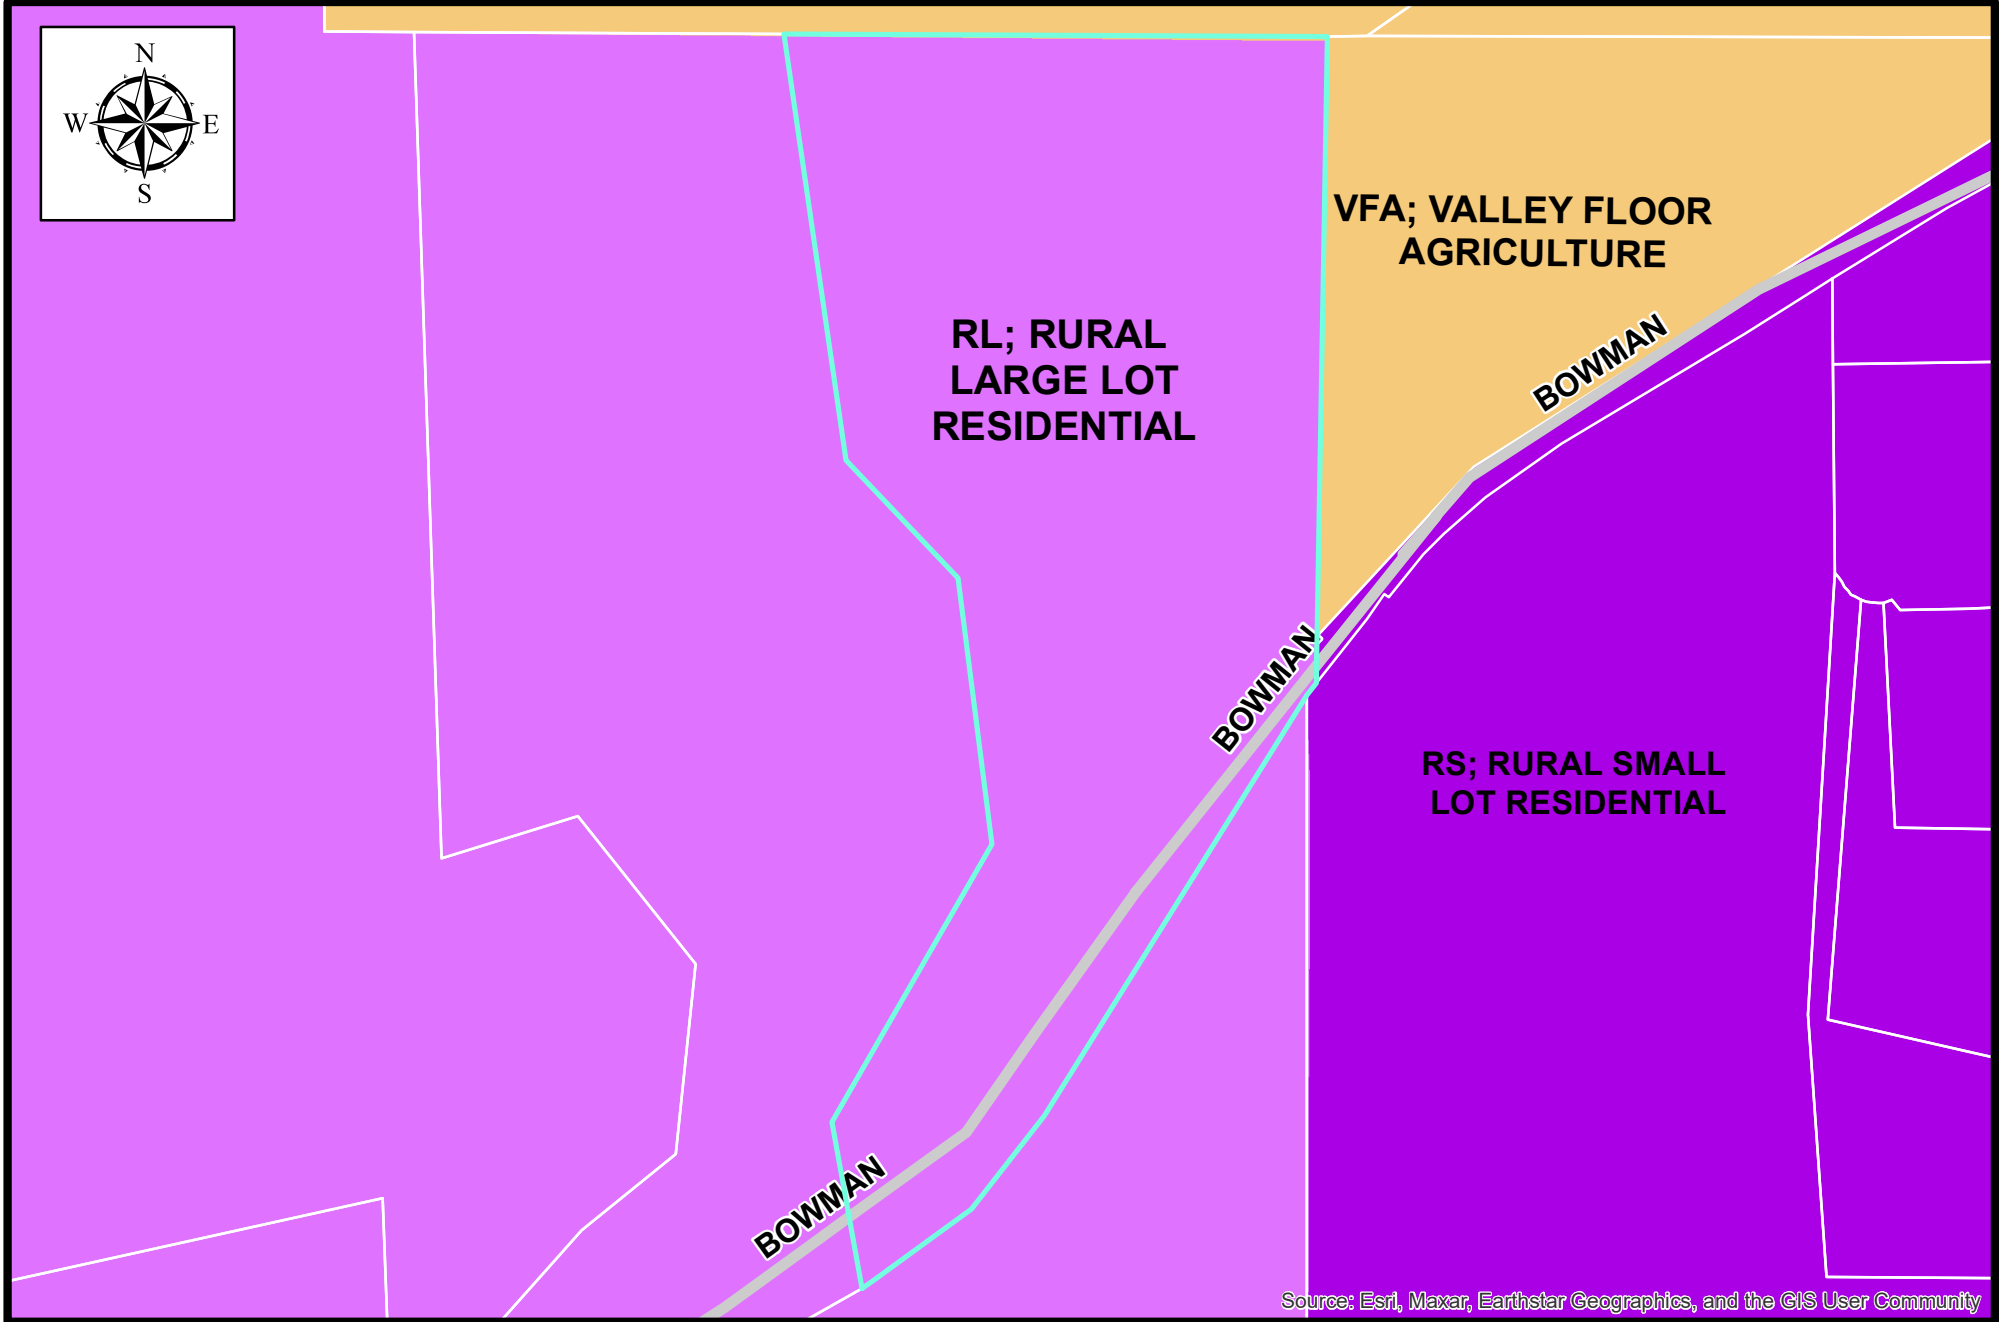 N
W
E
S
VFA; VALLEY FLOOR
AGRICULTURE
RL; RURAL
LARGE LOT
RESIDENTIAL
BOWMAN
BOWMAN
RS; RURAL SMALL
LOT RESIDENTIAL
BOWMAN
Source: Esri, Maxar, Earthstar Geographics, and the GIS User Community